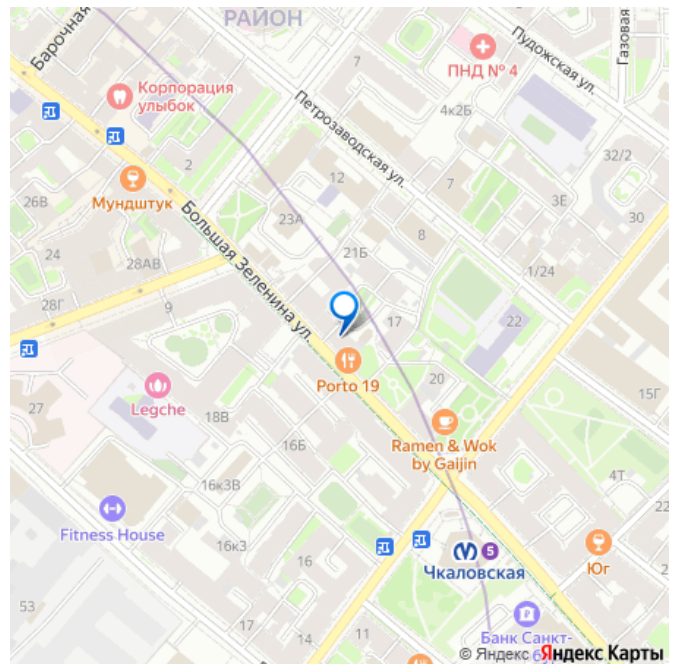 РАЙОН
Барочная
Газовая
Пудожская ул.
ПНД № 4
7
Корпорация
улыбок
4к2Б
Петрозаводская ул.
2
12
7
32/2
Мундштук
26В
3Е
30
Большая Зеленина ул.
23А
8
24
28АВ
21Б
1/24
28Г
9
17
22
Porto 19
20
Legche
27
18В
15Г
16Б
Ramen & Wok
by Gaijin
16к3В
4Т
22
Fitness House
16к3
16
5
Чкаловская
Юг
53
17
14
11
Банк Санкт-
© Яндекс Яндекс Карты